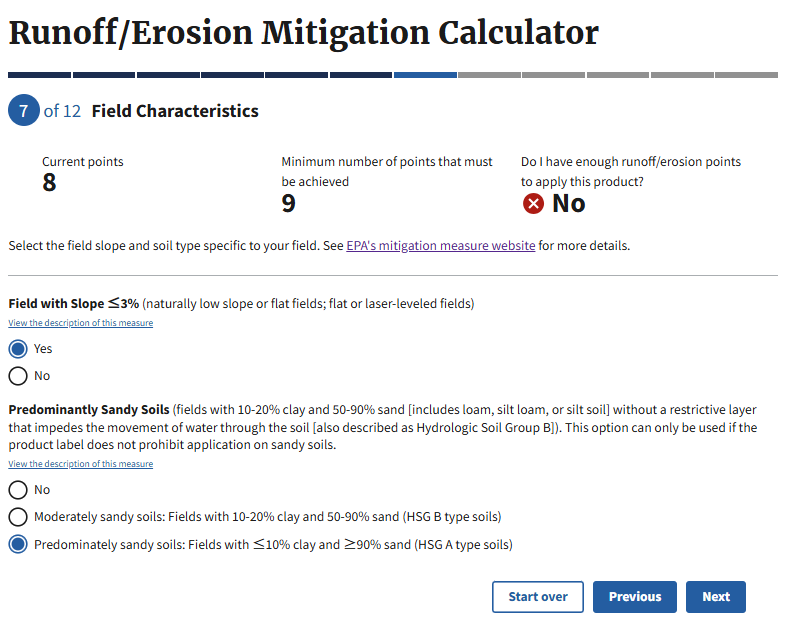 Runoff/Erosion Mitigation Calculator
7 of 12 Field Characteristics
Current points
8
Minimum number of points that must
be achieved
9
Do I have enough runoff/erosion points
to apply this product?
No
Select the field slope and soil type specific to your field. See EPA's mitigation measure website for more details.
Field with Slope ≤3% (naturally low slope or flat fields; flat or laser-leveled fields)
View the description of this measure
Yes
No
Predominantly Sandy Soils (fields with 10-20% clay and 50-90% sand [includes loam, silt loam, or silt soil] without a restrictive layer
that impedes the movement of water through the soil [also described as Hydrologic Soil Group B]). This option can only be used if the
product label does not prohibit application on sandy soils.
View the description of this measure
No
Moderately sandy soils: Fields with 10-20% clay and 50-90% sand (HSG B type soils)
Predominately sandy soils: Fields with ≤10% clay and ≥90% sand (HSG A type soils)
Start over Previous Next